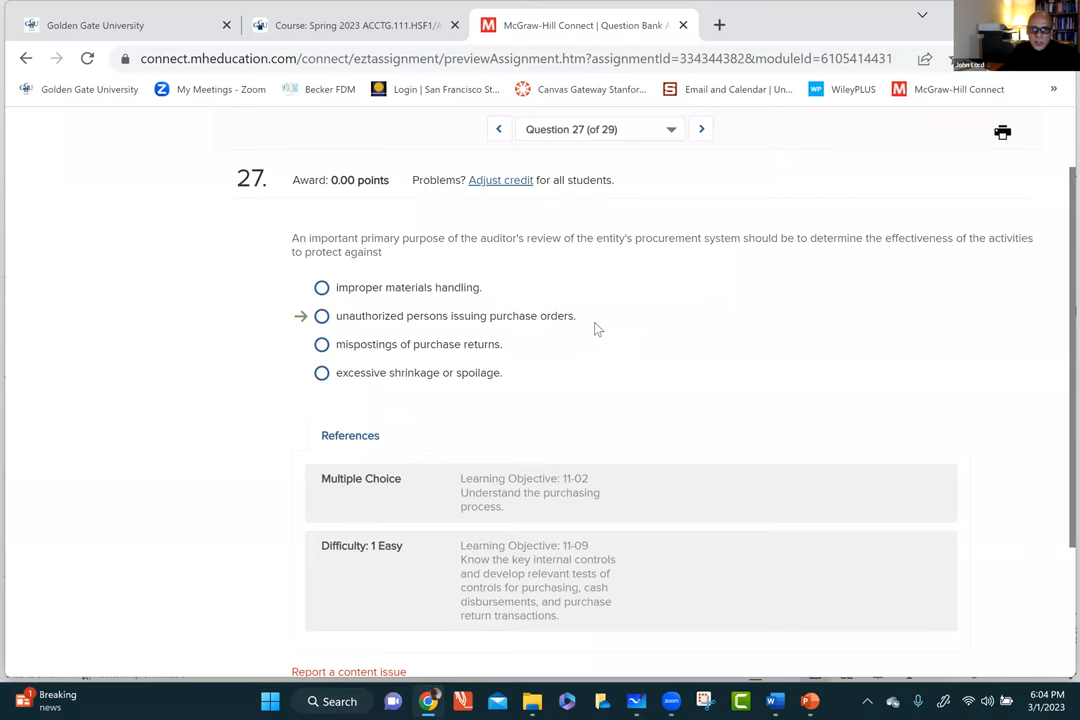 Golden Gate University
Course: Spring 2023 ACCTG.111.HSF1/A
McGraw-Hill Connect | Question Bank A
connect.mheducation.com/connect/eztassignment/previewAssignment.htm?assignmentId=334344382&moduleId=6105414431
John Lord
Golden Gate University
My Meetings - Zoom
Becker FDM
Login | San Francisco St...
Canvas Gateway Stanfor...
Email and Calendar | Un...
WP WileyPLUS
McGraw-Hill Connect
»
Question 27 (of 29)
27. Award: 0.00 points Problems? Adjust credit for all students.
An important primary purpose of the auditor's review of the entity's procurement system should be to determine the effectiveness of the activities
to protect against
improper materials handling.
unauthorized persons issuing purchase orders.
mispostings of purchase returns.
excessive shrinkage or spoilage.
References
Multiple Choice
Learning Objective: 11-02
Understand the purchasing
process.
Difficulty: 1 Easy
Learning Objective: 11-09
Know the key internal controls
and develop relevant tests of
controls for purchasing, cash
disbursements, and purchase
return transactions.
Report a content issue
1
Breaking
news
Search
zoom
6:04 PM
3/1/2023